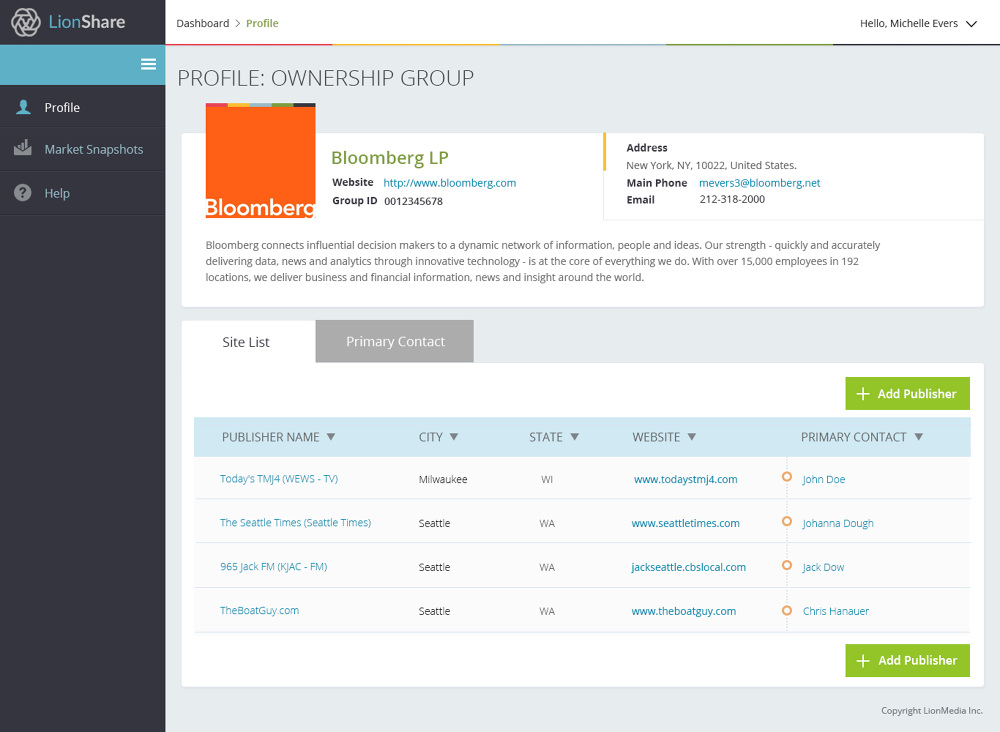 LionShare
Dashboard > Profile
Hello, Michelle Evers
Profile
Market Snapshots
Help
PROFILE: OWNERSHIP GROUP
Bloomberg
Bloomberg LP
Website http://www.bloomberg.com
Group ID 0012345678
Address
New York, NY, 10022, United States.
Main Phone mevers3@bloomberg.net
Email 212-318-2000
Bloomberg connects influential decision makers to a dynamic network of information, people and ideas. Our strength - quickly and accurately
delivering data, news and analytics through innovative technology - is at the core of everything we do. With over 15,000 employees in 192
locations, we deliver business and financial information, news and insight around the world.
Site List Primary Contact
+ Add Publisher
PUBLISHER NAME ▼ CITY ▼ STATE ▼ WEBSITE ▼ PRIMARY CONTACT ▼
Today's TMJ4 (WEWS - TV) Milwaukee WI www.todaystmj4.com John Doe
The Seattle Times (Seattle Times) Seattle WA www.seattletimes.com Johanna Dough
965 Jack FM (KJAC - FM) Seattle WA jackseattle.cbslocal.com Jack Dow
TheBoatGuy.com Seattle WA www.theboatguy.com Chris Hanauer
+ Add Publisher
Copyright LionMedia Inc.